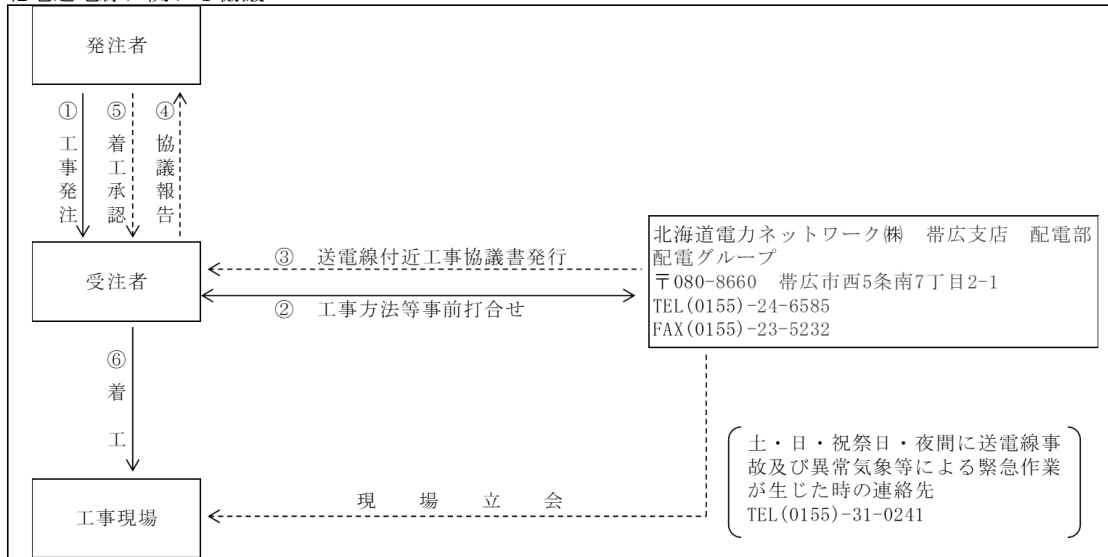 発注者
①工事発注
⑤着工承認
④協議報告
受注者
③ 送電線付近工事協議書発行
② 工事方法等事前打合せ
北海道電力ネットワーク㈱ 帯広支店 配電部
配電グループ
〒080-8660 帯広市西5条南7丁目2-1
TEL(0155)-24-6585
FAX(0155)-23-5232
⑥着工
土・日・祝祭日・夜間に送電線事
故及び異常気象等による緊急作業
が生じた時の連絡先
TEL(0155)-31-0241
現場立会
工事現場